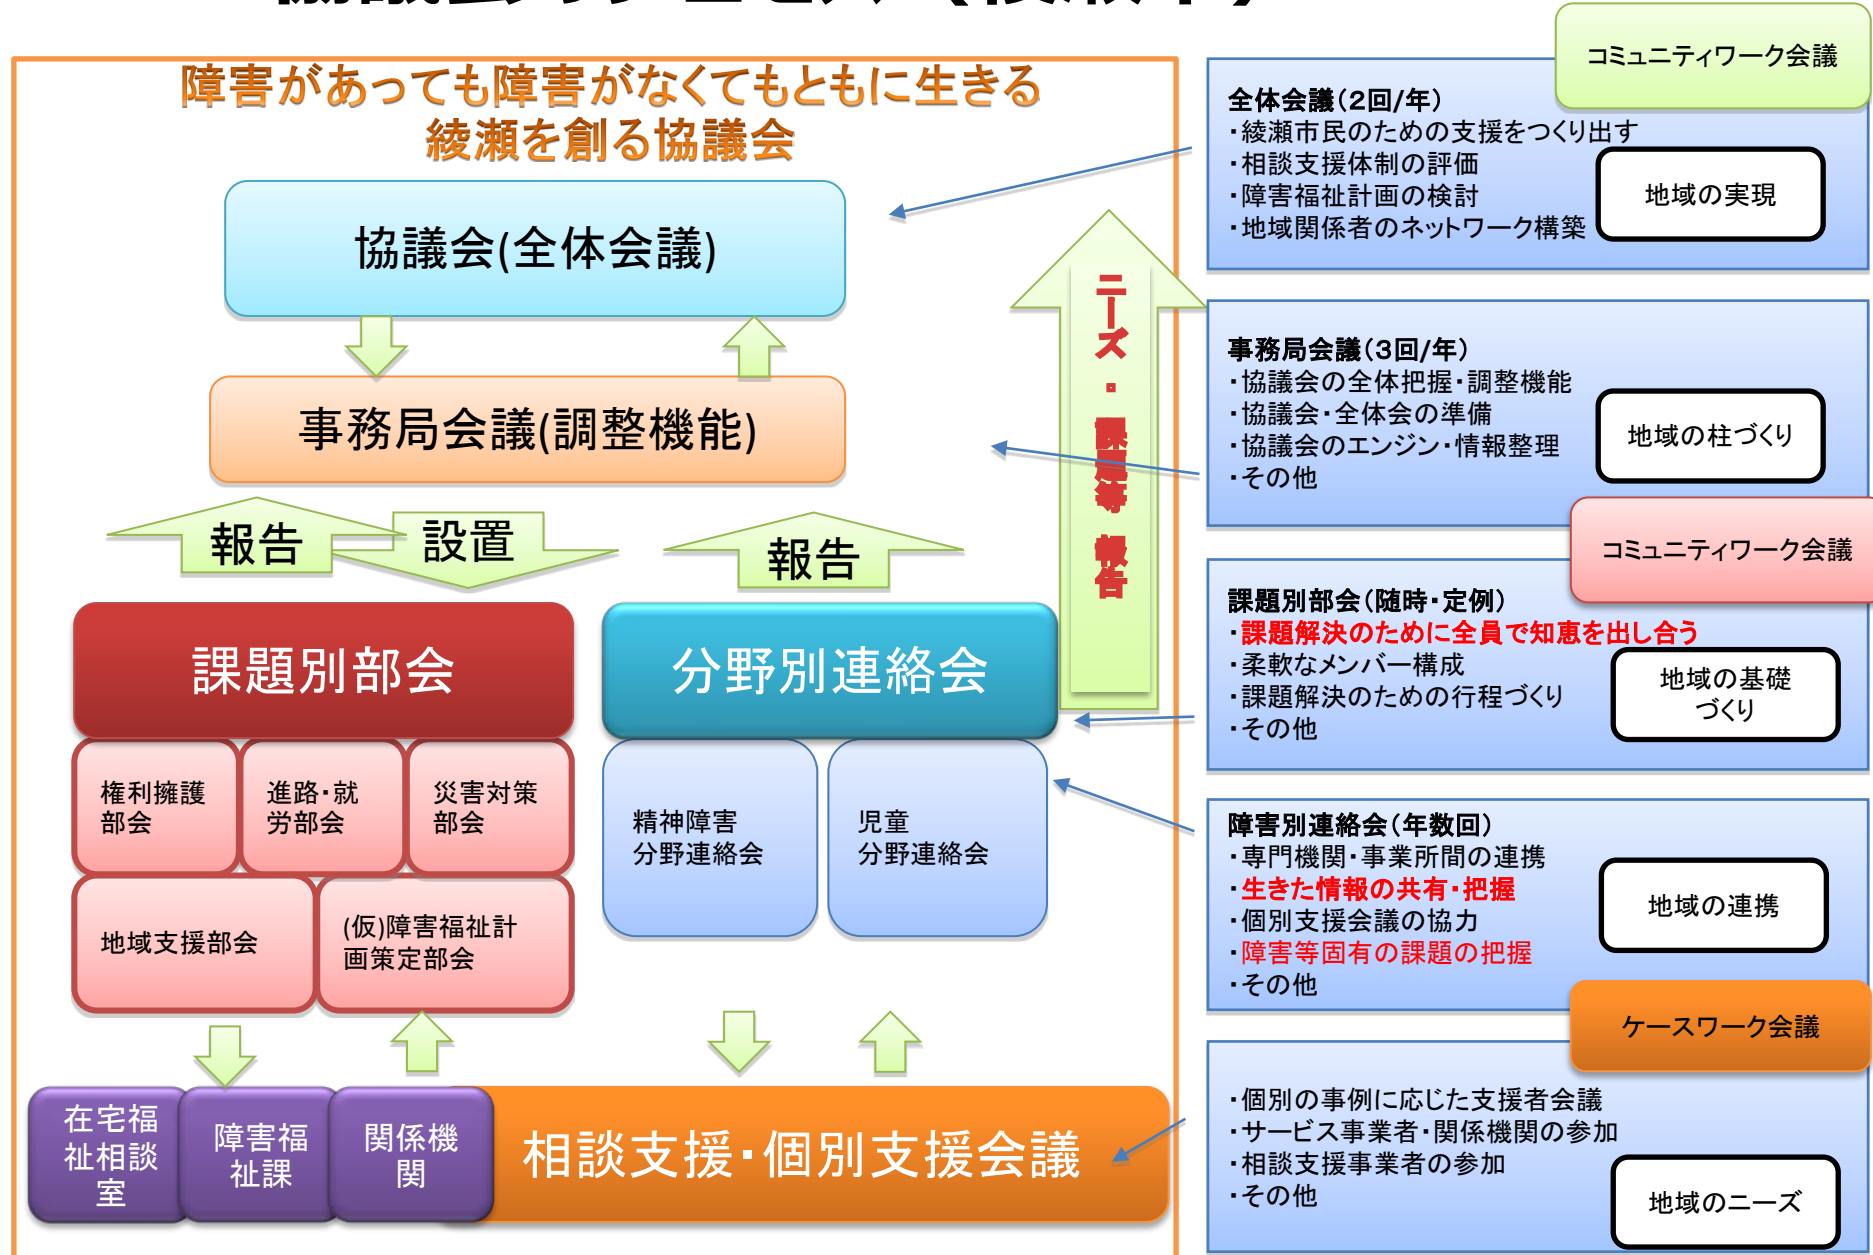 障害があっても障害がなくてもともに生きる
綾瀬を創る協議会
協議会(全体会議)
事務局会議(調整機能)
報告
設置
報告
ニーズ・課題等 報告
課題別部会
分野別連絡会
権利擁護
部会
進路・就
労部会
災害対策
部会
地域支援部会
(仮)障害福祉計
画策定部会
精神障害
分野連絡会
児童
分野連絡会
在宅福
祉相談
室
障害福
祉課
関係機
関
相談支援・個別支援会議
コミュニティワーク会議
全体会議(2回/年)
・綾瀬市民のための支援をつくり出す
・相談支援体制の評価
・障害福祉計画の検討
・地域関係者のネットワーク構築
地域の実現
事務局会議(3回/年)
・協議会の全体把握・調整機能
・協議会・全体会の準備
・協議会のエンジン・情報整理
・その他
地域の柱づくり
コミュニティワーク会議
課題別部会(随時・定例)
・課題解決のために全員で知恵を出し合う
・柔軟なメンバー構成
・課題解決のための行程づくり
・その他
地域の基礎
づくり
障害別連絡会(年数回)
・専門機関・事業所間の連携
・生きた情報の共有・把握
・個別支援会議の協力
・障害等固有の課題の把握
・その他
地域の連携
ケースワーク会議
・個別の事例に応じた支援者会議
・サービス事業者・関係機関の参加
・相談支援事業者の参加
・その他
地域のニーズ